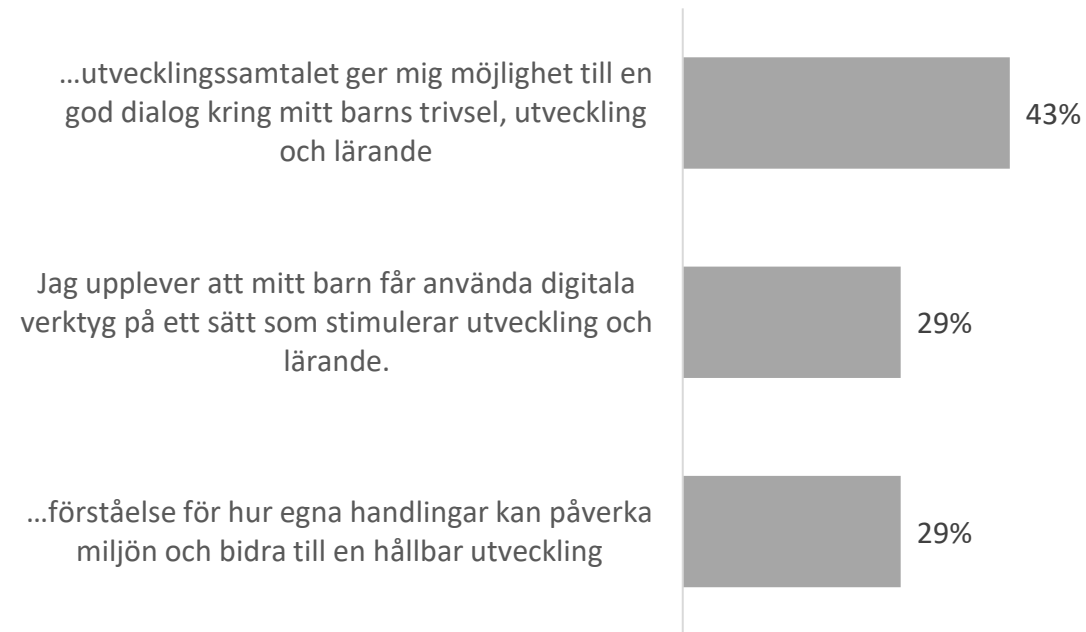 …utvecklingssamtalet ger mig möjlighet till en
god dialog kring mitt barns trivsel, utveckling
och lärande
43%
Jag upplever att mitt barn får använda digitala
verktyg på ett sätt som stimulerar utveckling och
lärande.
29%
…förståelse för hur egna handlingar kan påverka
miljön och bidra till en hållbar utveckling
29%